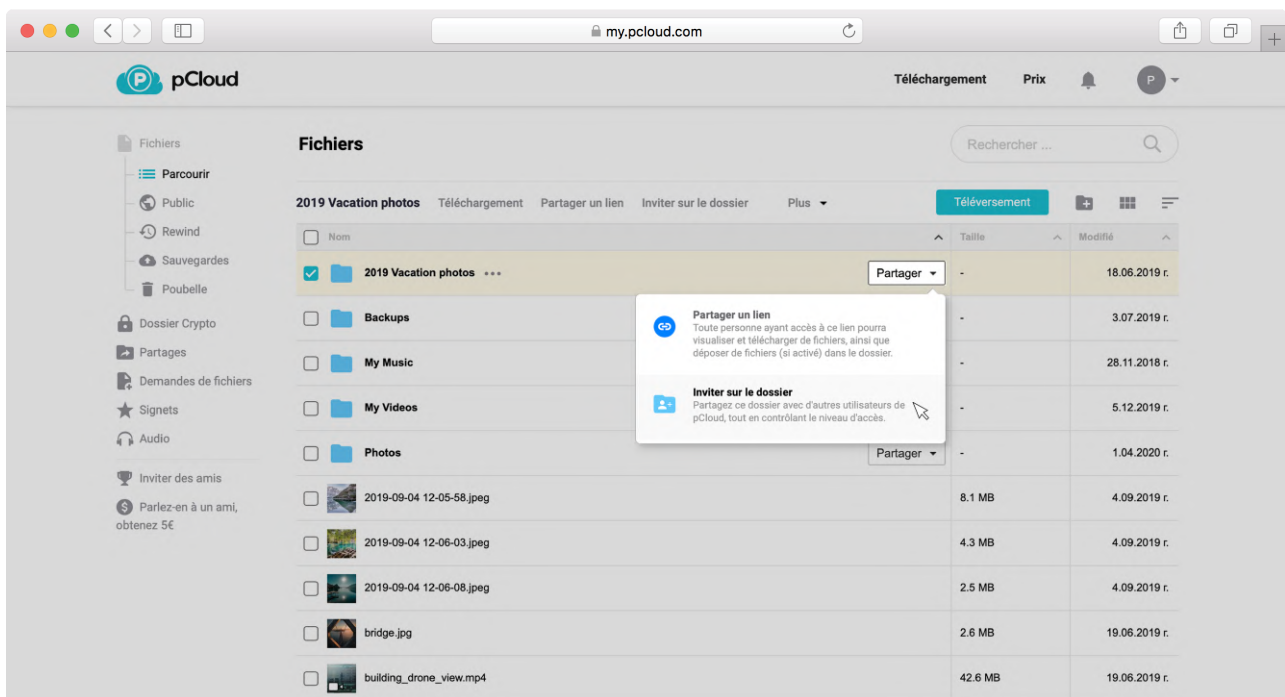 my.pcloud.com
P pCloud
Téléchargement Prix P
Fichiers
Parcourir
Public
Rewind
Sauvegardes
Poubelle
Dossier Crypto
Partages
Demandes de fichiers
Signets
Audio
Inviter des amis
Parlez-en à un ami,
obtenez 5€
Fichiers
Rechercher ...
2019 Vacation photos Téléchargement Partager un lien Inviter sur le dossier Plus Téléversement
Nom Taille Modifié
2019 Vacation photos ••• Partager - 18.06.2019 г.
Backups - 3.07.2019 г.
My Music - 28.11.2018 г.
My Videos - 5.12.2019 г.
Photos Partager - 1.04.2020 г.
Partager un lien
Toute personne ayant accès à ce lien pourra
visualiser et télécharger de fichiers, ainsi que
déposer de fichiers (si activé) dans le dossier.
Inviter sur le dossier
Partagez ce dossier avec d'autres utilisateurs de
pCloud, tout en contrôlant le niveau d'accès.
2019-09-04 12-05-58.jpeg 8.1 MB 4.09.2019 г.
2019-09-04 12-06-03.jpeg 4.3 MB 4.09.2019 г.
2019-09-04 12-06-08.jpeg 2.5 MB 4.09.2019 г.
bridge.jpg 2.6 MB 19.06.2019 г.
building_drone_view.mp4 42.6 MB 19.06.2019 г.